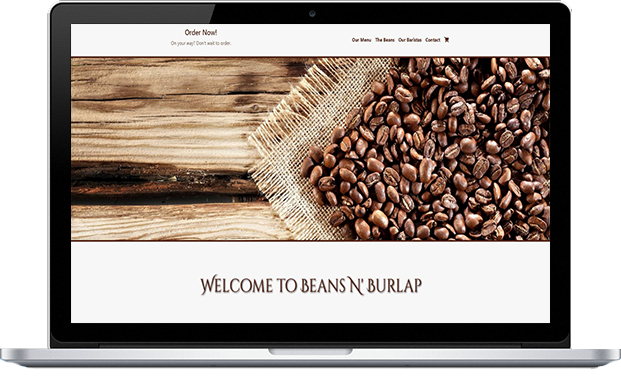 Order Now!
On your way? Don't wait to order.
Our Menu The Beans Our Baristas Contact
Welcome to Beans N' Burlap